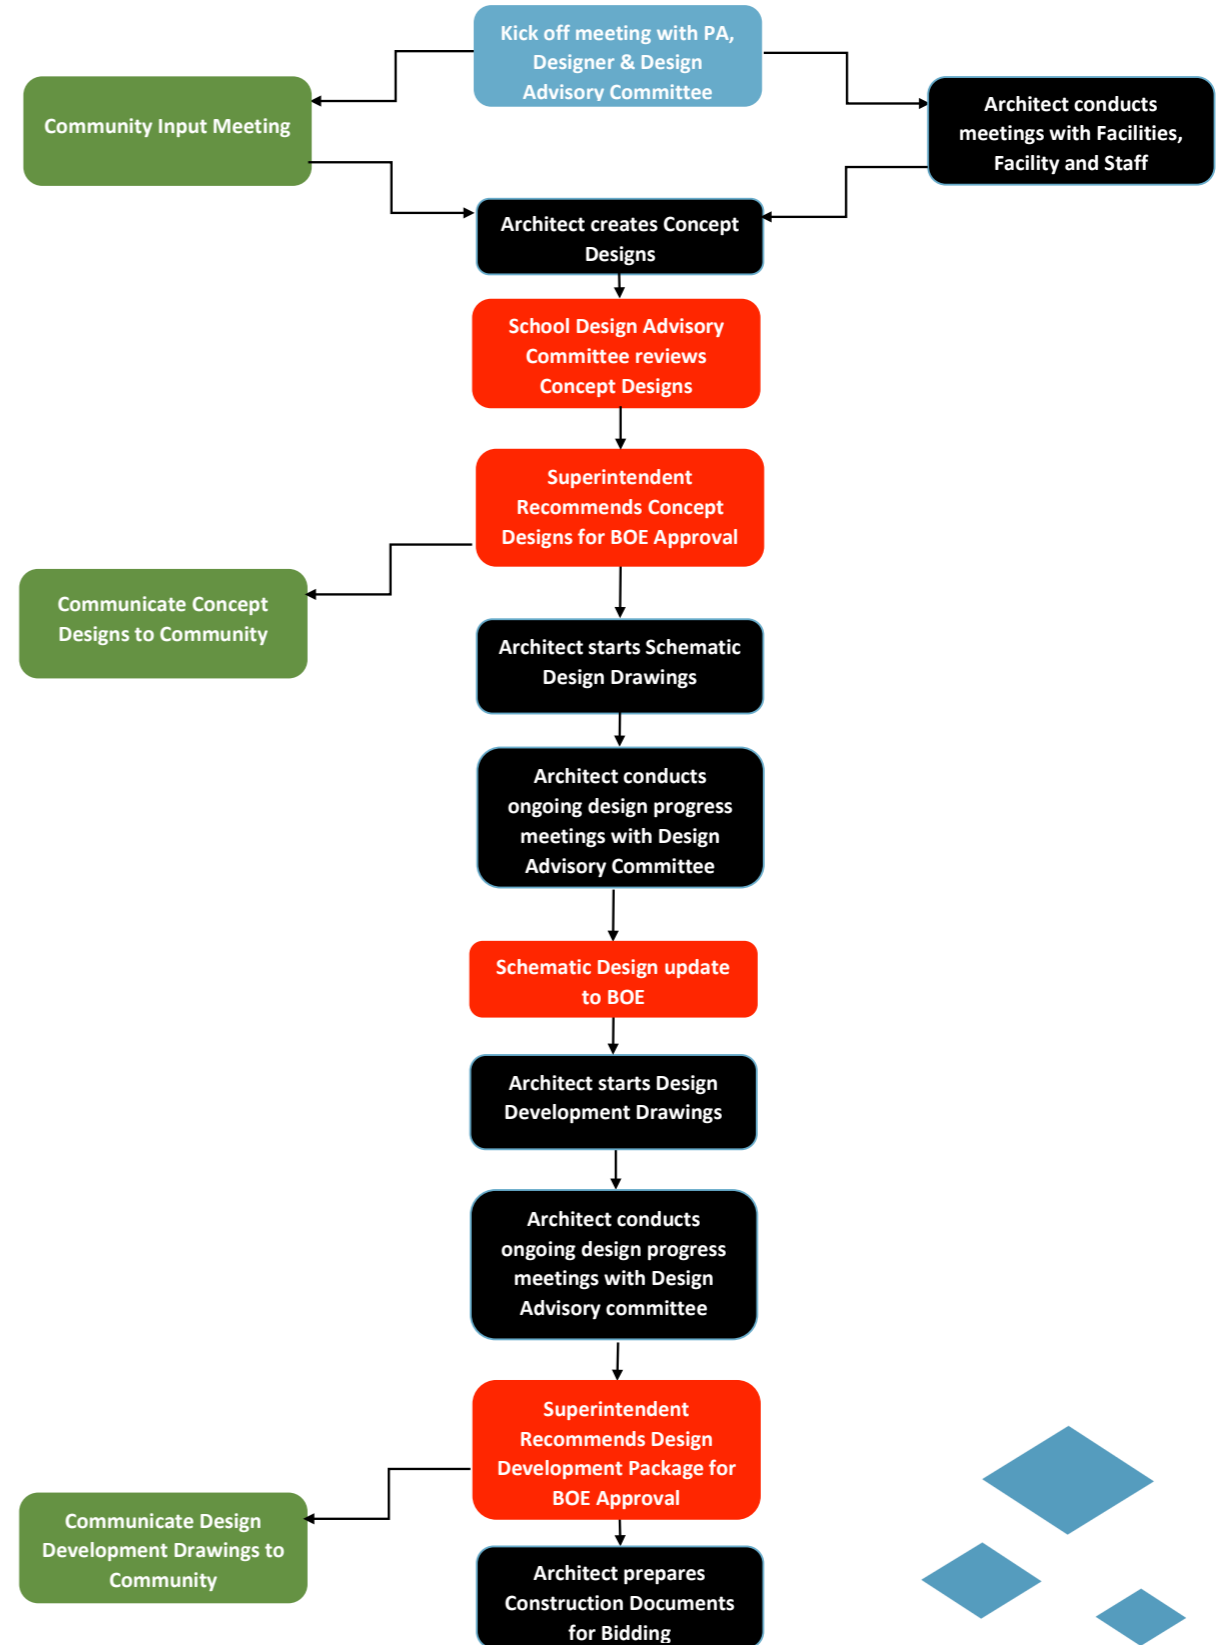 Kick off meeting with PA,
Designer & Design
Advisory Committee
Community Input Meeting
Architect conducts
meetings with Facilities,
Facility and Staff
Architect creates Concept
Designs
School Design Advisory
Committee reviews
Concept Designs
Superintendent
Recommends Concept
Designs for BOE Approval
Communicate Concept
Designs to Community
Architect starts Schematic
Design Drawings
Architect conducts
ongoing design progress
meetings with Design
Advisory Committee
Schematic Design update
to BOE
Architect starts Design
Development Drawings
Architect conducts
ongoing design progress
meetings with Design
Advisory committee
Superintendent
Recommends Design
Development Package for
BOE Approval
Communicate Design
Development Drawings to
Community
Architect prepares
Construction Documents
for Bidding